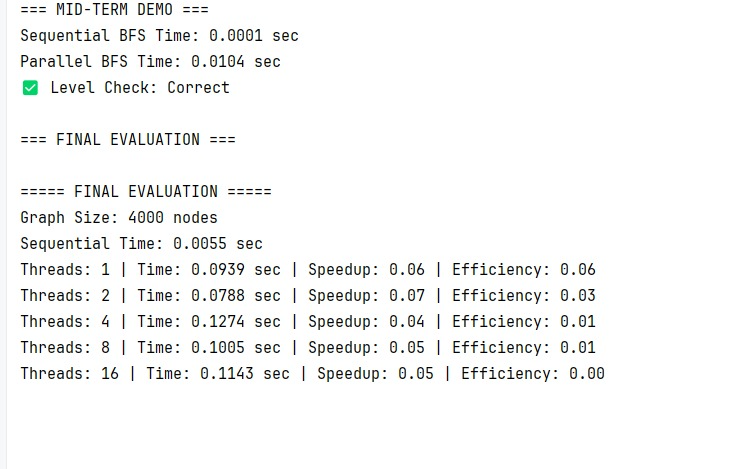 === MID-TERM DEMO ===
Sequential BFS Time: 0.0001 sec
Parallel BFS Time: 0.0104 sec
✅ Level Check: Correct
=== FINAL EVALUATION ===
===== FINAL EVALUATION =====
Graph Size: 4000 nodes
Sequential Time: 0.0055 sec
Threads: 1 | Time: 0.0939 sec | Speedup: 0.06 | Efficiency: 0.06
Threads: 2 | Time: 0.0788 sec | Speedup: 0.07 | Efficiency: 0.03
Threads: 4 | Time: 0.1274 sec | Speedup: 0.04 | Efficiency: 0.01
Threads: 8 | Time: 0.1005 sec | Speedup: 0.05 | Efficiency: 0.01
Threads: 16 | Time: 0.1143 sec | Speedup: 0.05 | Efficiency: 0.00